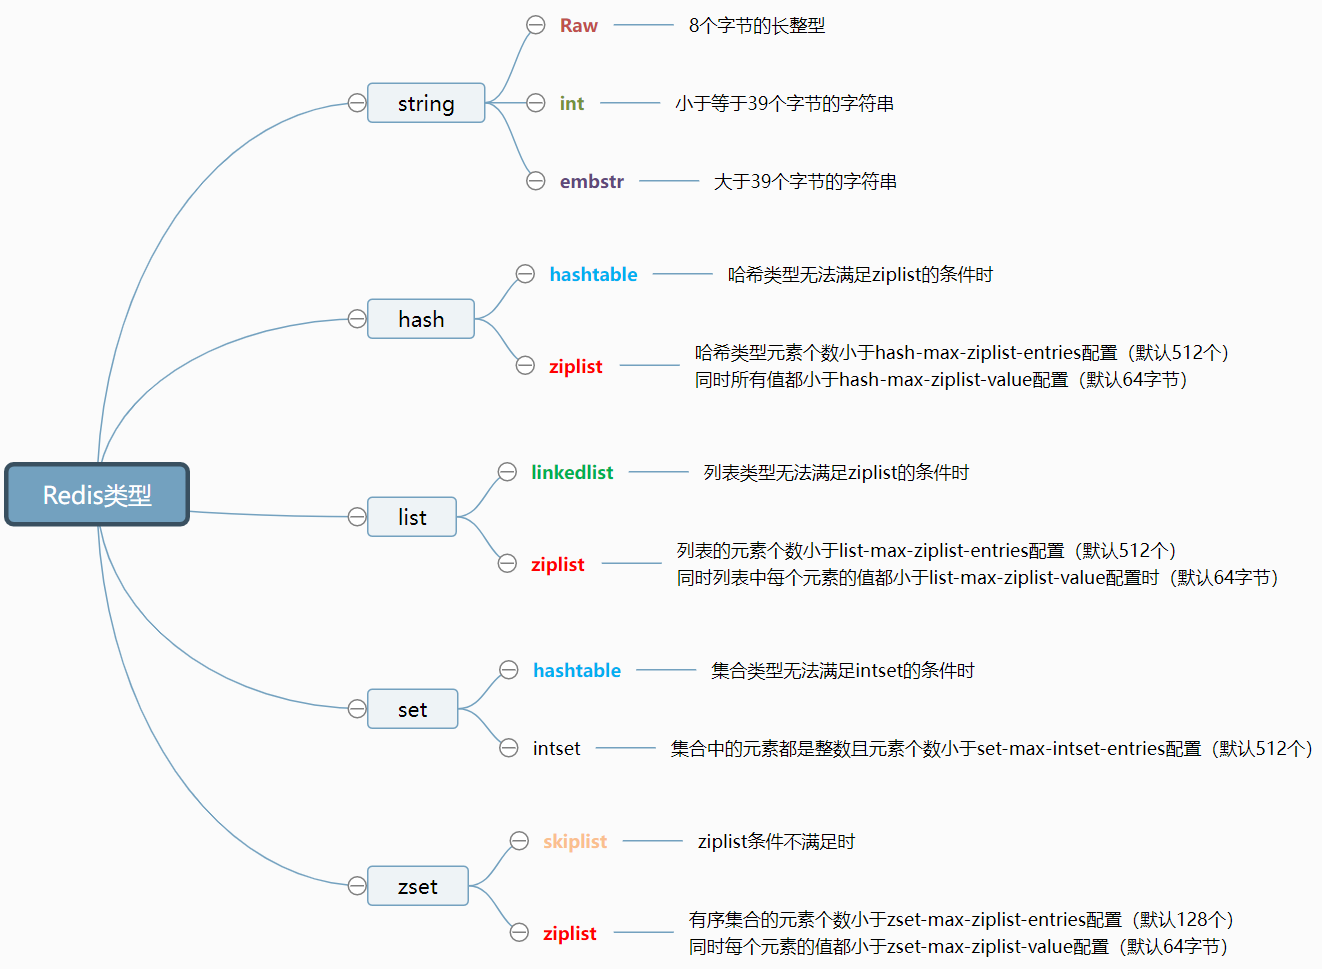 Redis类型
string
Raw
8个字节的长整型
int
小于等于39个字节的字符串
embstr
大于39个字节的字符串
hash
hashtable
哈希类型无法满足ziplist的条件时
ziplist
哈希类型元素个数小于hash-max-ziplist-entries配置（默认512个）
同时所有值都小于hash-max-ziplist-value配置（默认64字节）
list
linkedlist
列表类型无法满足ziplist的条件时
ziplist
列表的元素个数小于list-max-ziplist-entries配置（默认512个）
同时列表中每个元素的值都小于list-max-ziplist-value配置时（默认64字节）
set
hashtable
集合类型无法满足intset的条件时
intset
集合中的元素都是整数且元素个数小于set-max-intset-entries配置（默认512个）
zset
skiplist
ziplist条件不满足时
ziplist
有序集合的元素个数小于zset-max-ziplist-entries配置（默认128个）
同时每个元素的值都小于zset-max-ziplist-value配置（默认64字节）